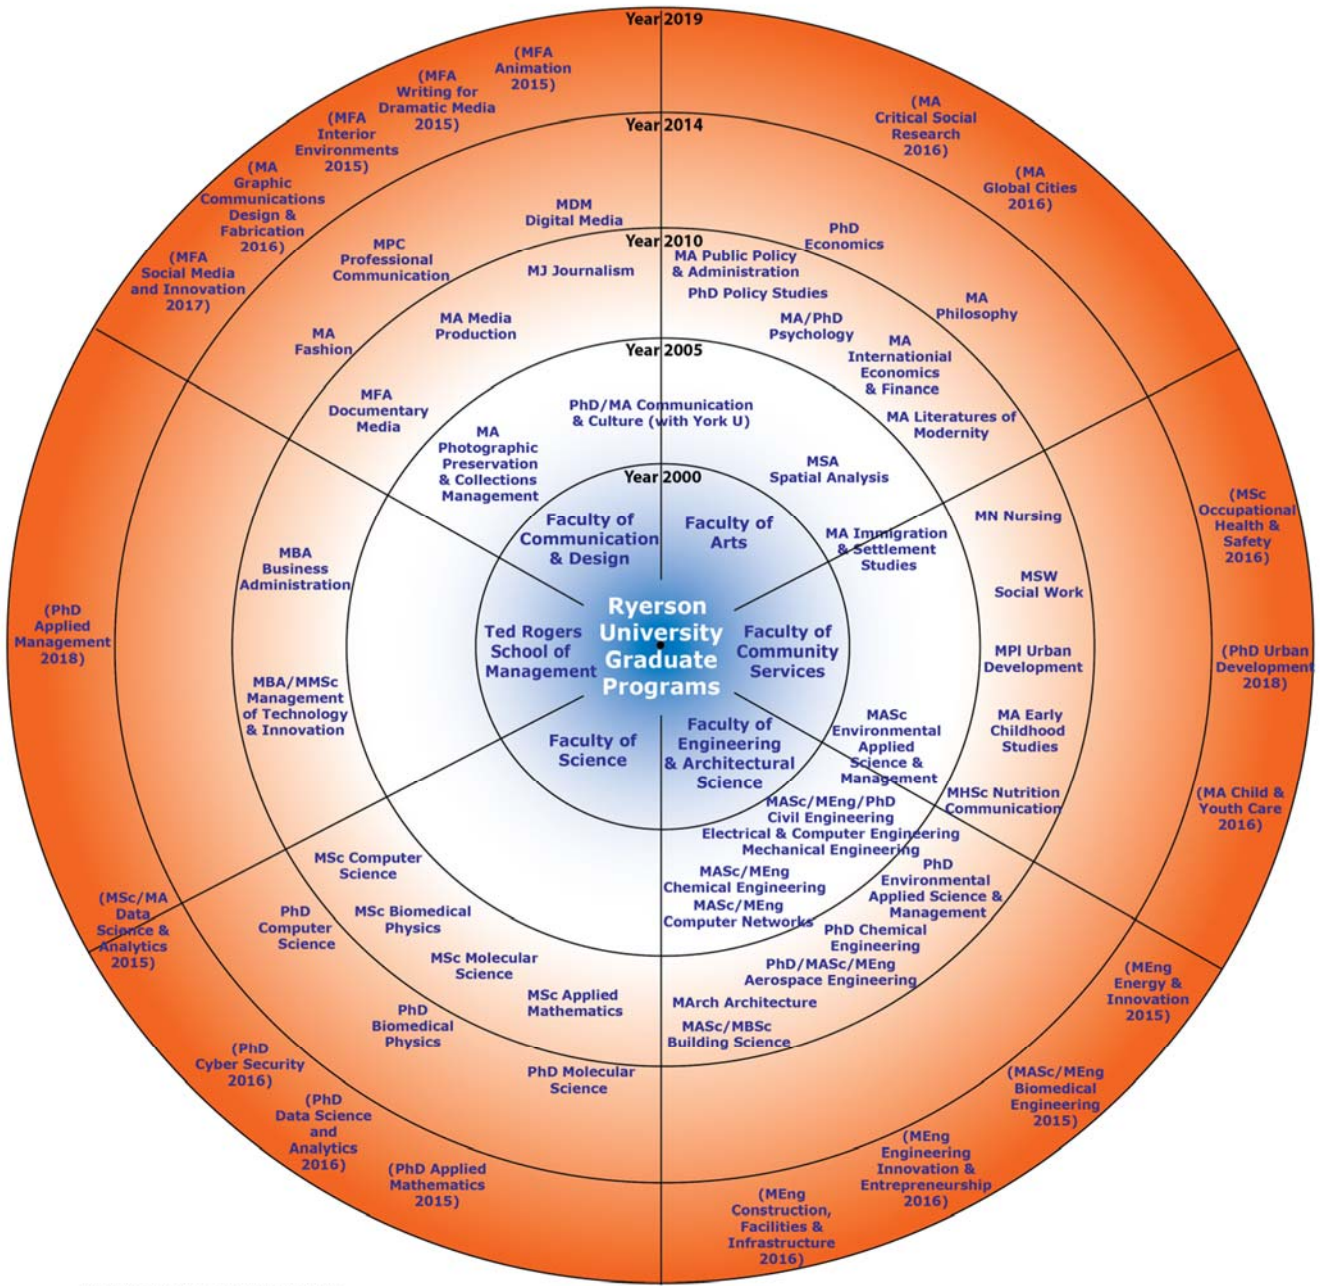 Year 2019
(MFA
Animation
2015)
(MFA
Writing for
Dramatic Media
2015)
(MFA
Interior
Environments
2015)
(MA
Graphic
Communications
Design &
Fabrication
2016)
(MFA
Social Media
and Innovation
2017)
(MA
Critical Social
Research
2016)
(MA
Global Cities
2016)
Year 2014
MDM
Digital Media
MPC
Professional
Communication
MA
Fashion
PhD
Economics
MA
Philosophy
Year 2010
MJ Journalism
MA Media
Production
MFA
Documentary
Media
MA Public Policy
& Administration
PhD Policy Studies
MA/PhD
Psychology
MA
Internationial
Economics
& Finance
MA Literatures of
Modernity
Year 2005
PhD/MA Communication
& Culture (with York U)
MA
Photographic
Preservation
& Collections
Management
MSA
Spatial Analysis
MA Immigration
& Settlement
Studies
Year 2000
Faculty of
Communication
& Design
Faculty of
Arts
Ryerson
University
Graduate
Programs
Ted Rogers
School of
Management
Faculty of
Community
Services
Faculty of
Science
Faculty of
Engineering
& Architectural
Science
MBA
Business
Administration
MBA/MMSc
Management
of Technology
& Innovation
(PhD
Applied
Management
2018)
MN Nursing
MSW
Social Work
MPI Urban
Development
MA Early
Childhood
Studies
MHSc Nutrition
Communication
(MSc
Occupational
Health &
Safety
2016)
(PhD Urban
Development
2018)
(MA Child &
Youth Care
2016)
MASc
Environmental
Applied
Science &
Management
MASc/MEng/PhD
Civil Engineering
Electrical & Computer Engineering
Mechanical Engineering
MASc/MEng
Chemical Engineering
MASc/MEng
Computer Networks
PhD
Environmental
Applied Science &
Management
PhD Chemical
Engineering
PhD/MASc/MEng
Aerospace Engineering
MArch Architecture
MASc/MBSc
Building Science
MSc Computer
Science
MSc Biomedical
Physics
MSc Molecular
Science
MSc Applied
Mathematics
PhD
Computer
Science
PhD
Biomedical
Physics
PhD Molecular
Science
(MSc/MA
Data
Science &
Analytics
2015)
(PhD
Cyber Security
2016)
(PhD
Data Science
and
Analytics
2016)
(PhD Applied
Mathematics
2015)
(MEng
Energy &
Innovation
2015)
(MASc/MEng
Biomedical
Engineering
2015)
(MEng
Engineering
Innovation &
Entrepreneurship
2016)
(MEng
Construction,
Facilities &
Infrastructure
2016)